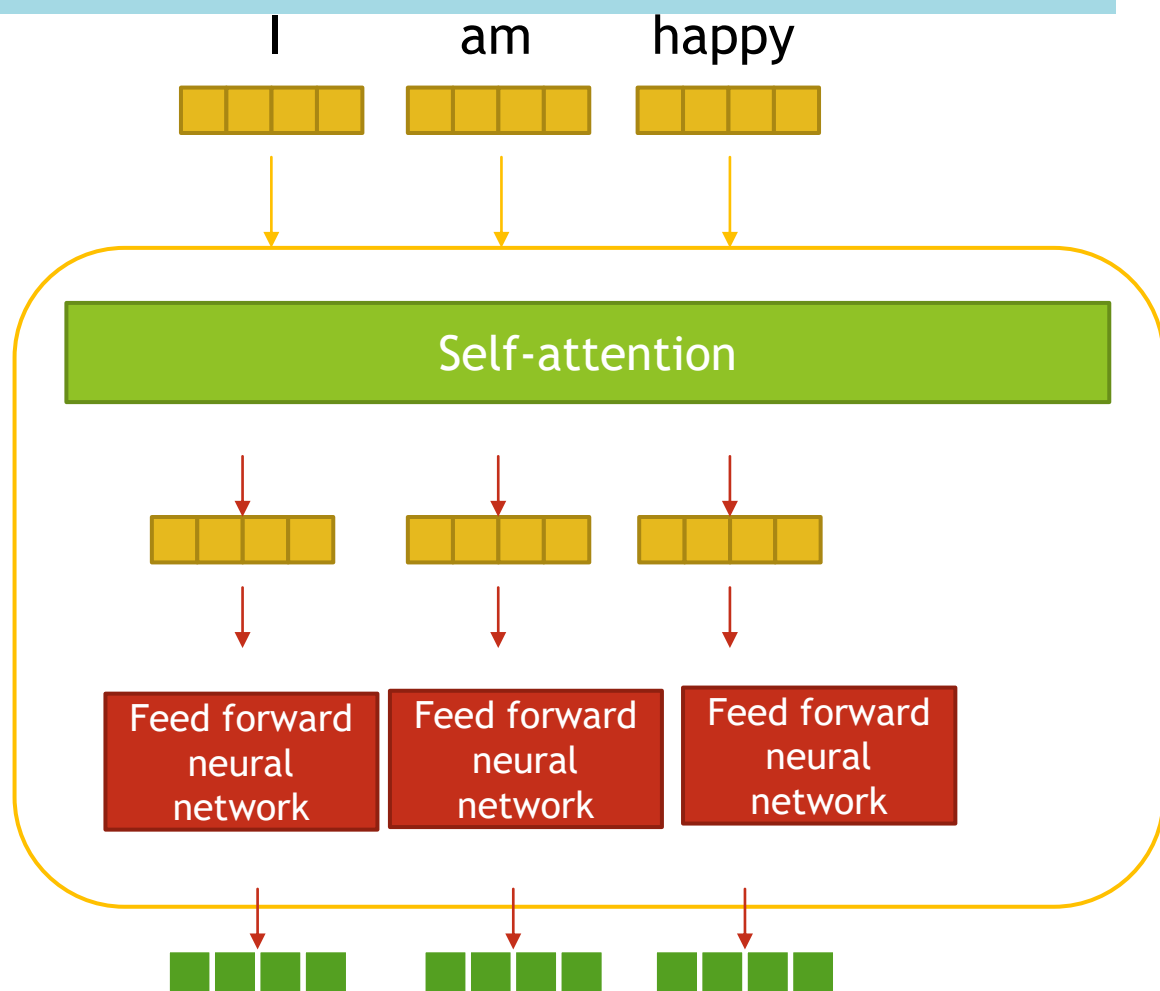 I am happy
Self-attention
Feed forward
neural
network
Feed forward
neural
network
Feed forward
neural
network